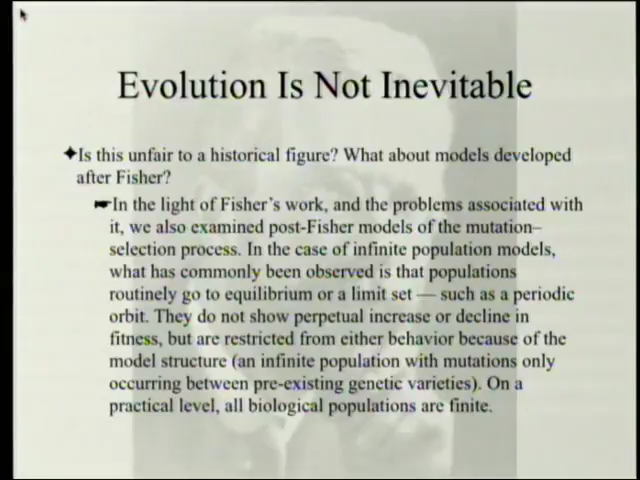 Evolution Is Not Inevitable
✦Is this unfair to a historical figure? What about models developed
after Fisher?
☛In the light of Fisher's work, and the problems associated with
it, we also examined post-Fisher models of the mutation–
selection process. In the case of infinite population models,
what has commonly been observed is that populations
routinely go to equilibrium or a limit set — such as a periodic
orbit. They do not show perpetual increase or decline in
fitness, but are restricted from either behavior because of the
model structure (an infinite population with mutations only
occurring between pre-existing genetic varieties). On a
practical level, all biological populations are finite.